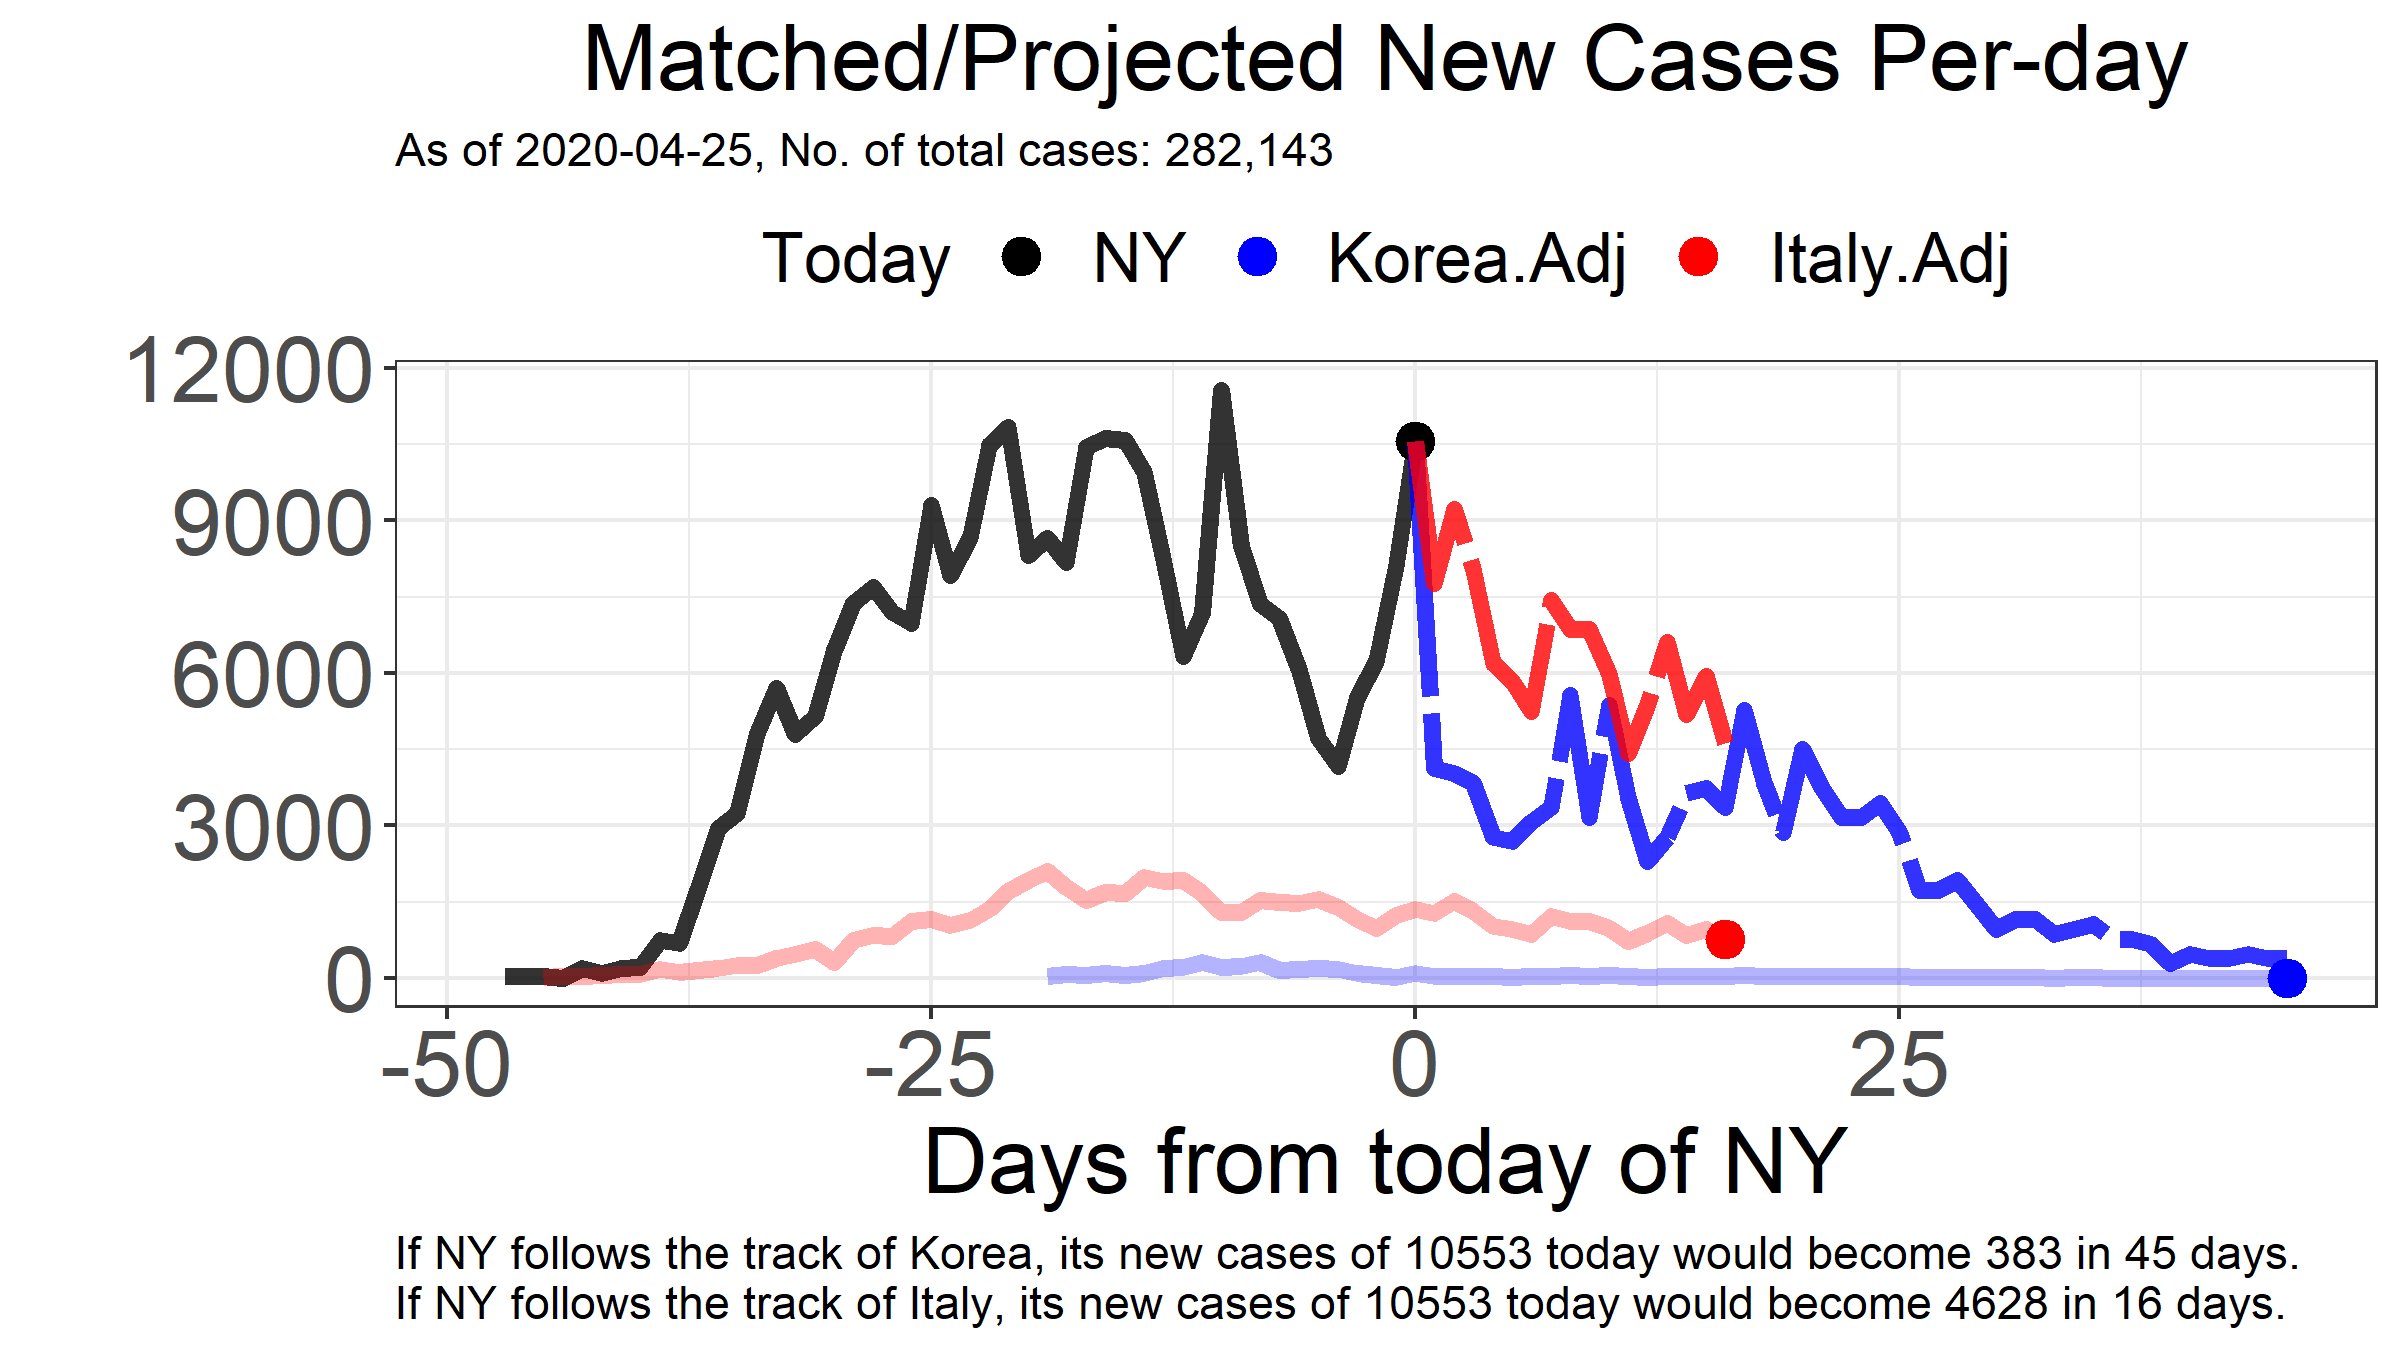 Matched/Projected New Cases Per-day
As of 2020-04-25, No. of total cases: 282,143
Today NY Korea.Adj Italy.Adj
12000
9000
6000
3000
0
-50 -25 0 25
Days from today of NY
If NY follows the track of Korea, its new cases of 10553 today would become 383 in 45 days.
If NY follows the track of Italy, its new cases of 10553 today would become 4628 in 16 days.